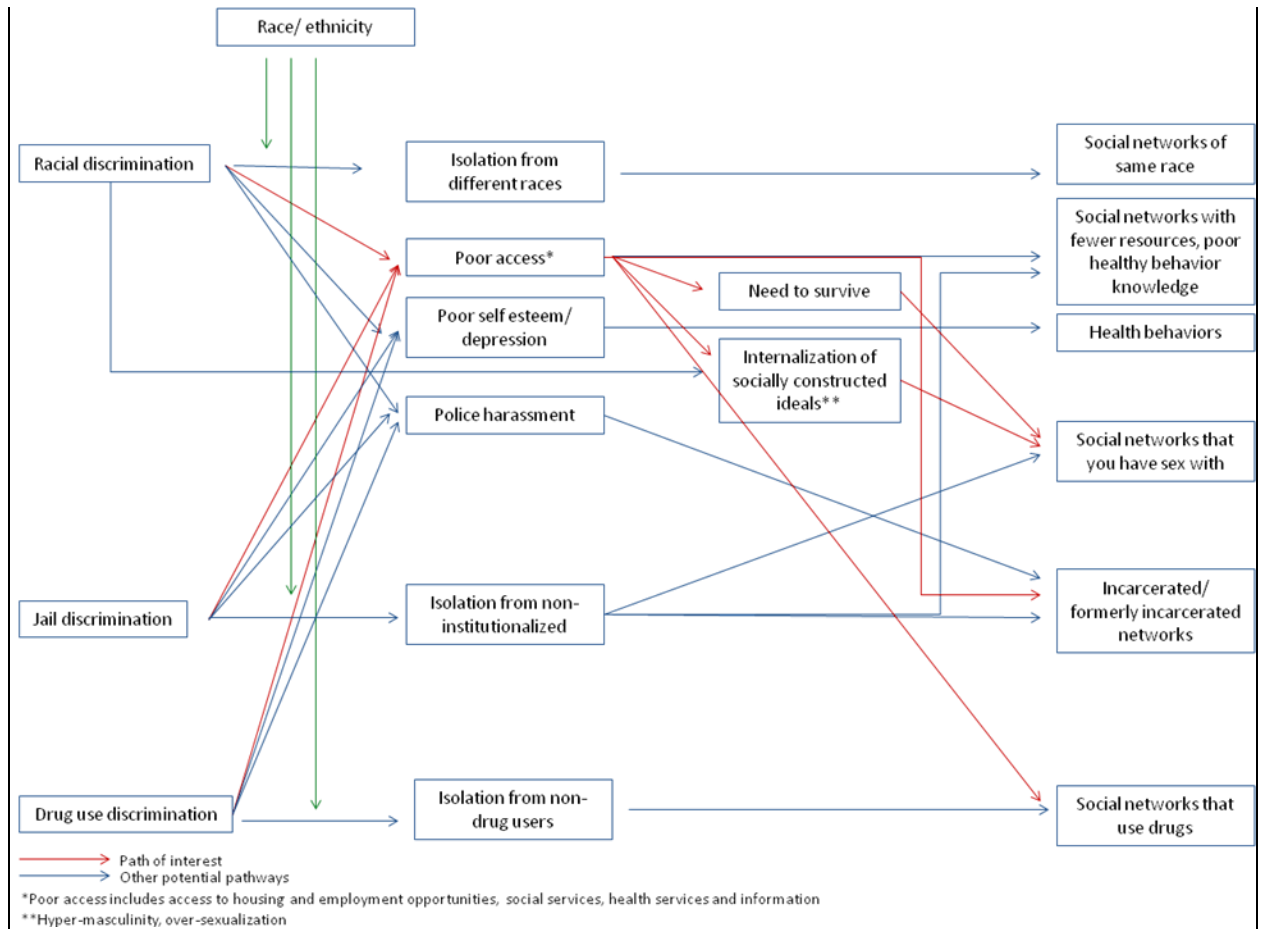 Race/ ethnicity
Racial discrimination
Isolation from
different races
Social networks of
same race
Poor access*
Social networks with
fewer resources, poor
healthy behavior
knowledge
Need to survive
Poor self esteem/
depression
Health behaviors
Internalization of
socially constructed
ideals**
Police harassment
Social networks that
you have sex with
Jail discrimination
Isolation from non-
institutionalized
Incarcerated/
formerly incarcerated
networks
Drug use discrimination
Isolation from non-
drug users
Social networks that
use drugs
Path of interest
Other potential pathways
*Poor access includes access to housing and employment opportunities, social services, health services and information
**Hyper-masculinity, over-sexualization